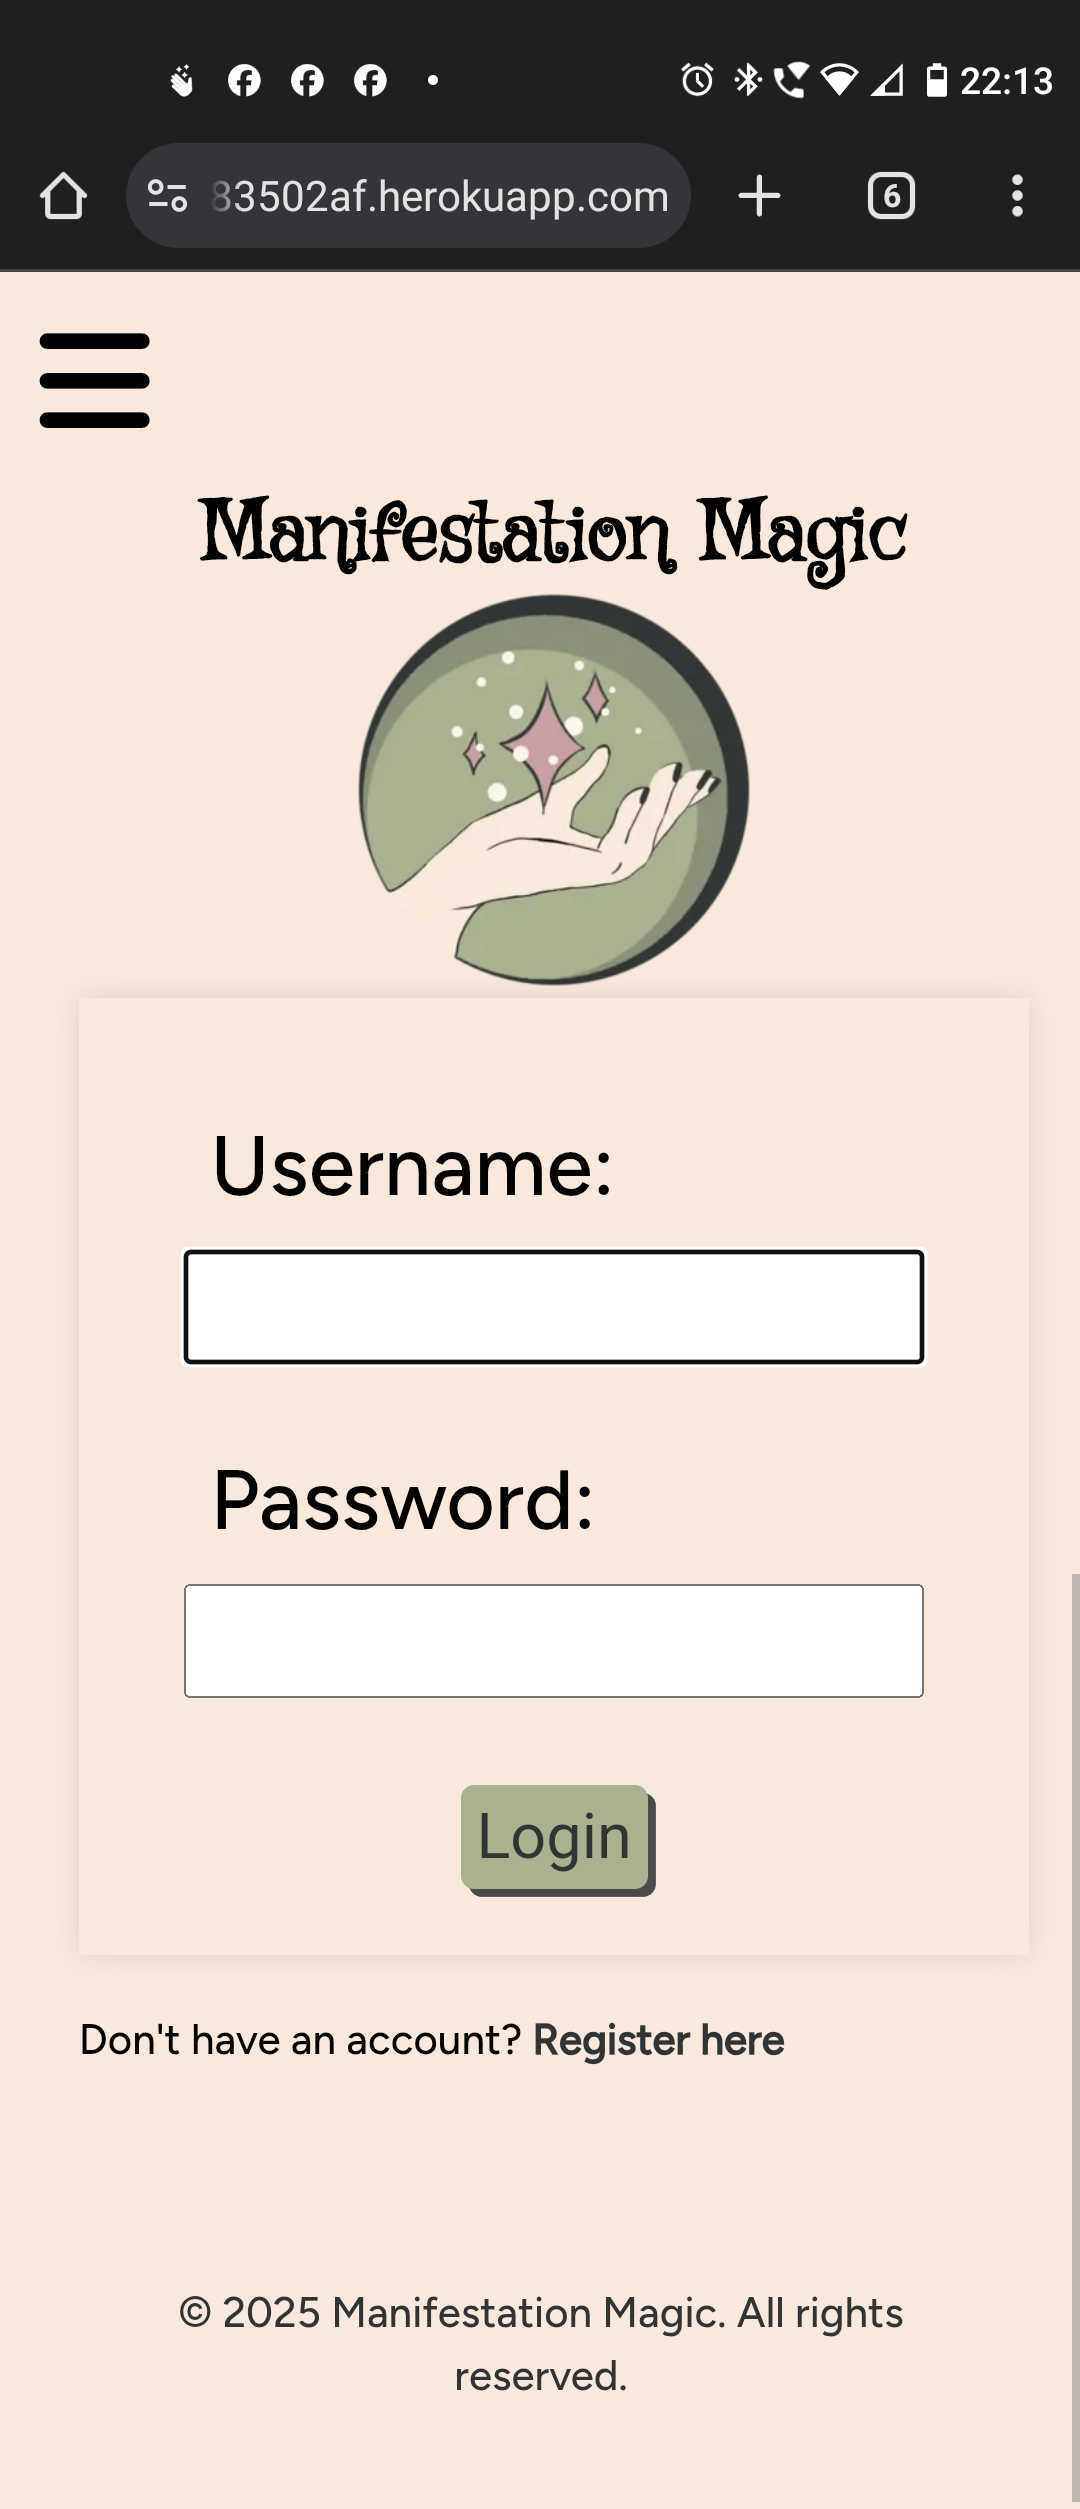 22:13
83502af.herokuapp.com
6
Manifestation Magic
Username:
Password:
Login
Don't have an account? Register here
© 2025 Manifestation Magic. All rights
reserved.